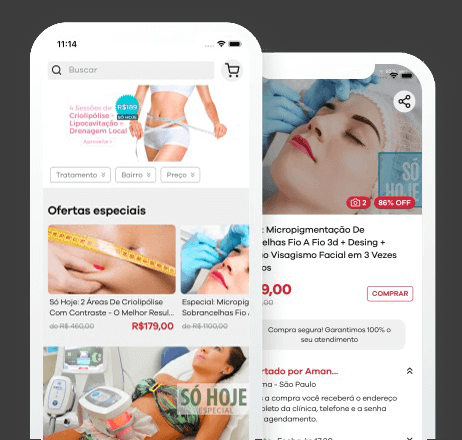 11:14
Buscar
4 Sessões de
Criolipólise +
Lipocavitação +
Drenagem Local
Aproveite ›
R$189
SÓ HOJE
Tratamento
Bairro
Preço
Ofertas especiais
Só Hoje: 2 Áreas De Criolipólise
Com Contraste - O Melhor Resul...
de R$ 460,00
R$179,00
Especial: Micropig
Sobrancelhas Fio A
de R$ 1100,00
SÓ HOJE
ESPECIAL
SÓ
HOJE
2
86% OFF
: Micropigmentação De
celhas Fio A Fio 3d + Desing +
o Visagismo Facial em 3 Vezes
os
9,00
COMPRAR
Compra segura! Garantimos 100% o
seu atendimento
rtado por Aman...
ma - São Paulo
s a compra você receberá o endereço
pleto da clínica, telefone e a senha
agendamento.